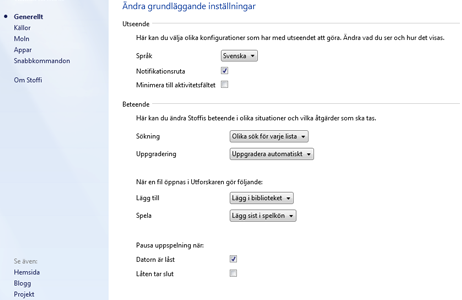 Ändra grundläggande inställningar
Generellt
Källor
Moln
Appar
Snabbkommandon
Om Stoffi
Utseende
Här kan du välja olika konfigurationer som har med utseendet att göra. Ändra vad du ser och hur det visas.
Språk
Svenska
Notifikationsruta
Minimera till aktivitetsfältet
Beteende
Här kan du ändra Stoffis beteende i olika situationer och vilka åtgärder som ska tas.
Sökning
Olika sök för varje lista
Uppgradering
Uppgradera automatiskt
När en fil öppnas i Utforskaren gör följande:
Lägg till
Lägg i biblioteket
Spela
Lägg sist i spelkön
Pausa uppspelning när:
Datorn är låst
Låten tar slut
Se även:
Hemsida
Blogg
Projekt